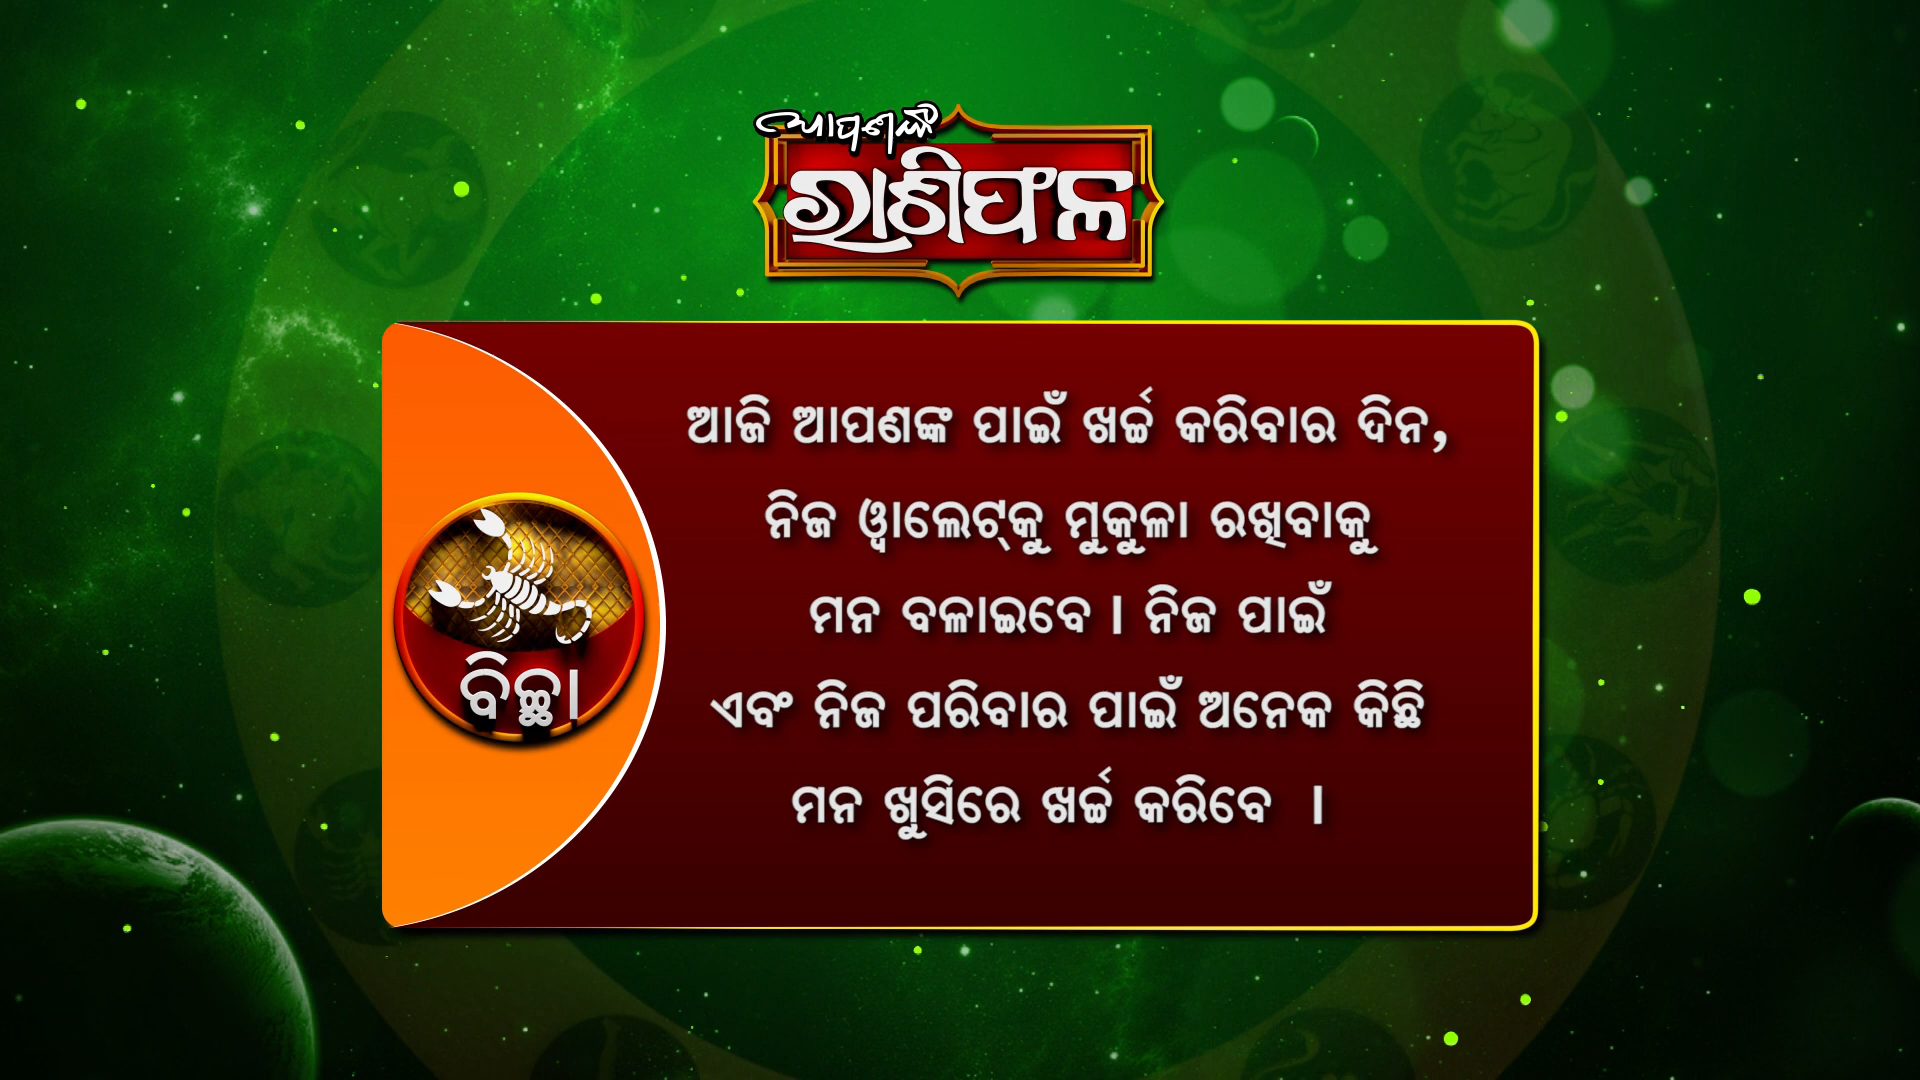 ଆପଣଙ୍କ
ରାଶିଫଳ
ଆଜି ଆପଣଙ୍କ ପାଇଁ ଖର୍ଚ୍ଚ କରିବାର ଦିନ,
ନିଜ ୱାଲେଟ୍‌କୁ ମୁକୁଳା ରଖିବାକୁ
ମନ ବଳାଇବେ । ନିଜ ପାଇଁ
ଏବଂ ନିଜ ପରିବାର ପାଇଁ ଅନେକ କିଛି
ମନ ଖୁସିରେ ଖର୍ଚ୍ଚ କରିବେ ।
ବିଚ୍ଛା